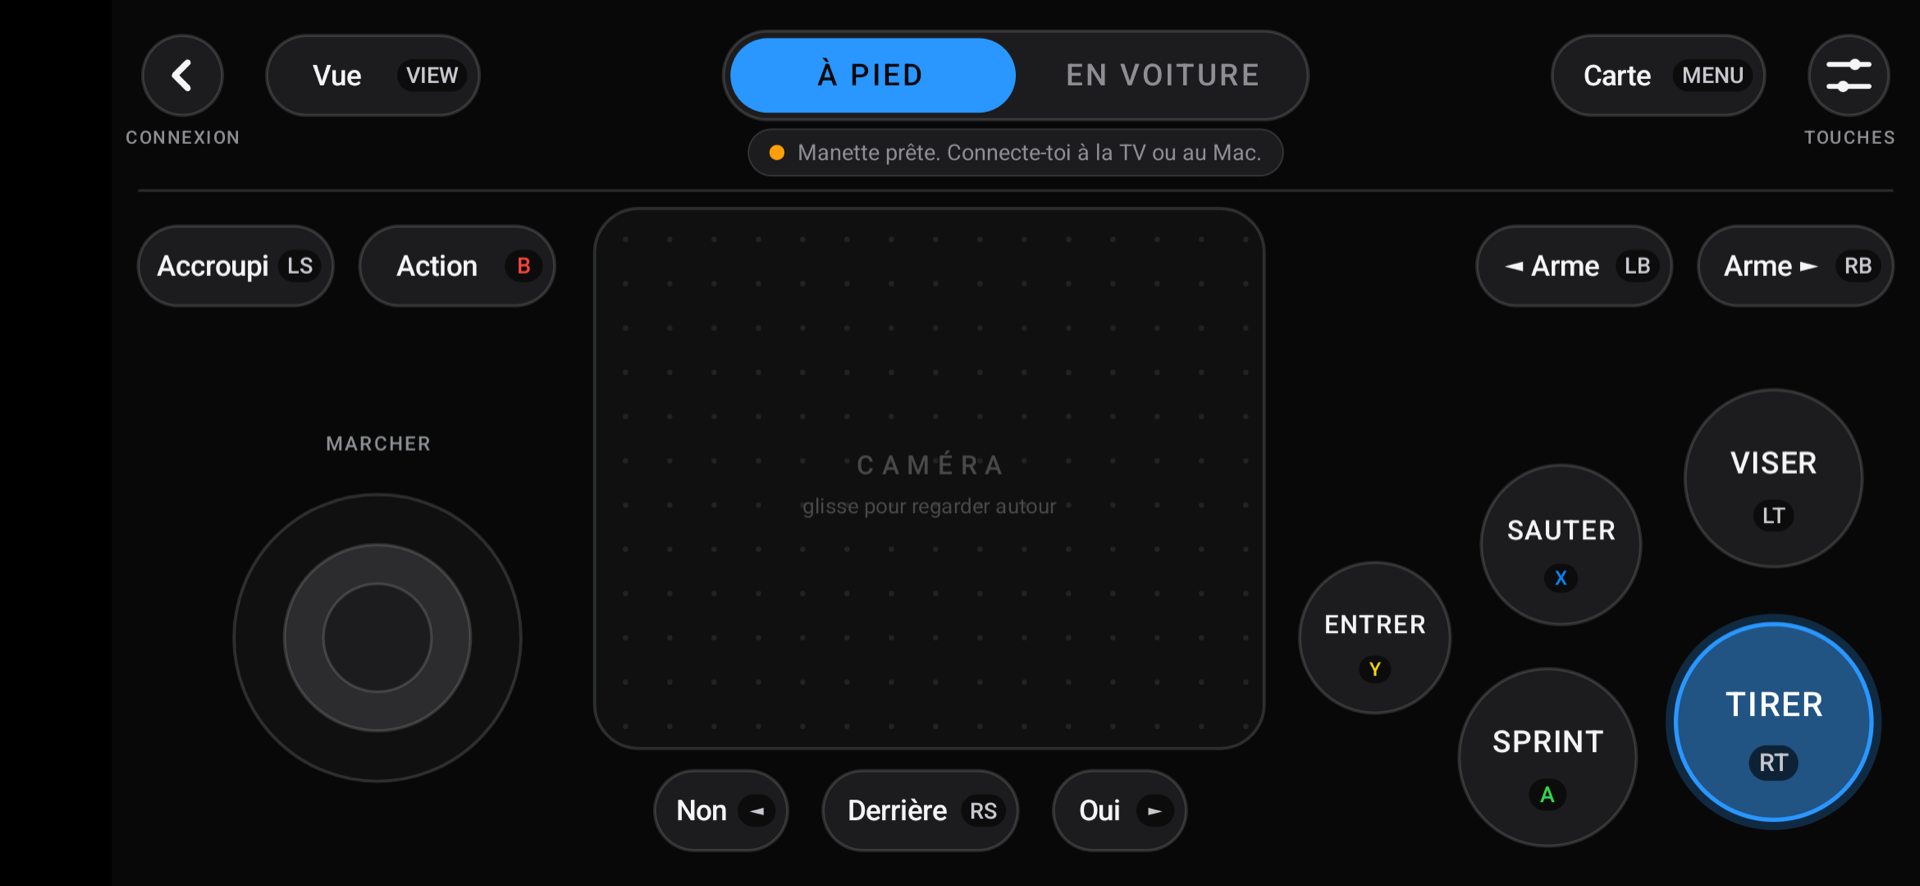 Vue VIEW
À PIED
EN VOITURE
Carte MENU
CONNEXION
TOUCHES
Manette prête. Connecte-toi à la TV ou au Mac.
Accroupi LS
Action B
◄ Arme LB
Arme ► RB
MARCHER
CAMÉRA
glisse pour regarder autour
VISER
LT
SAUTER
X
ENTRER
Y
TIRER
RT
SPRINT
A
Non ◄
Derrière RS
Oui ►